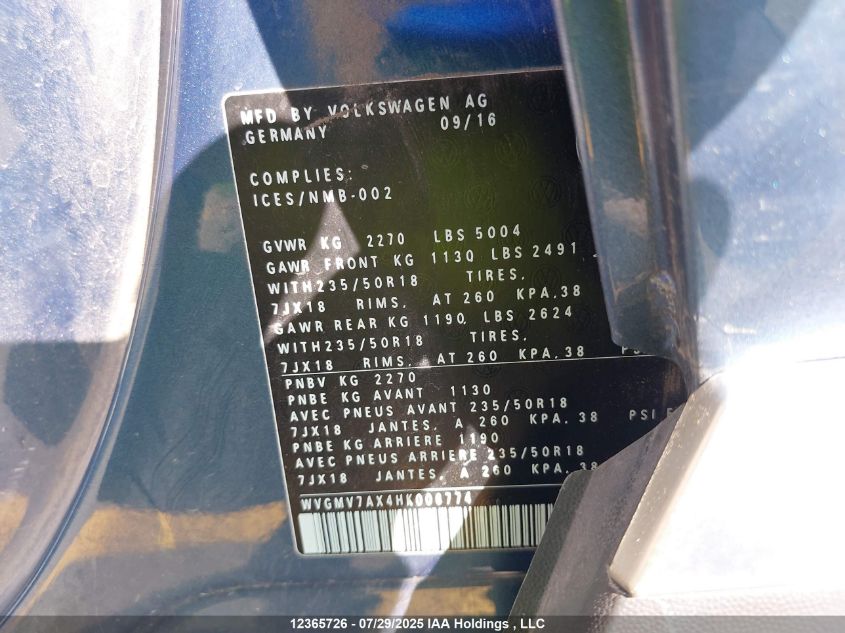 MFD BY VOLKSWAGEN AG
GERMANY 09/16
COMPLIES:
ICES/NMB-002
GVWR KG 2270 LBS 5004
GAWR FRONT KG 1130 LBS 2491
WITH235/50R18 TIRES,
7JX18 RIMS, AT 260 KPA,38
GAWR REAR KG 1190, LBS 2624
WITH235/50R18 TIRES,
7JX18 RIMS, AT 260 KPA,38 PS
PNBV KG 2270
PNBE KG AVANT 1130
AVEC PNEUS AVANT 235/50R18
7JX18 JANTES, A 260 KPA, 38 PSI
PNBE KG ARRIERE 1190
AVEC PNEUS ARRIERE 235/50R18
7JX18 JANTES, A 260 KPA, 38
12365726 - 07/29/2025 IAA Holdings , LLC